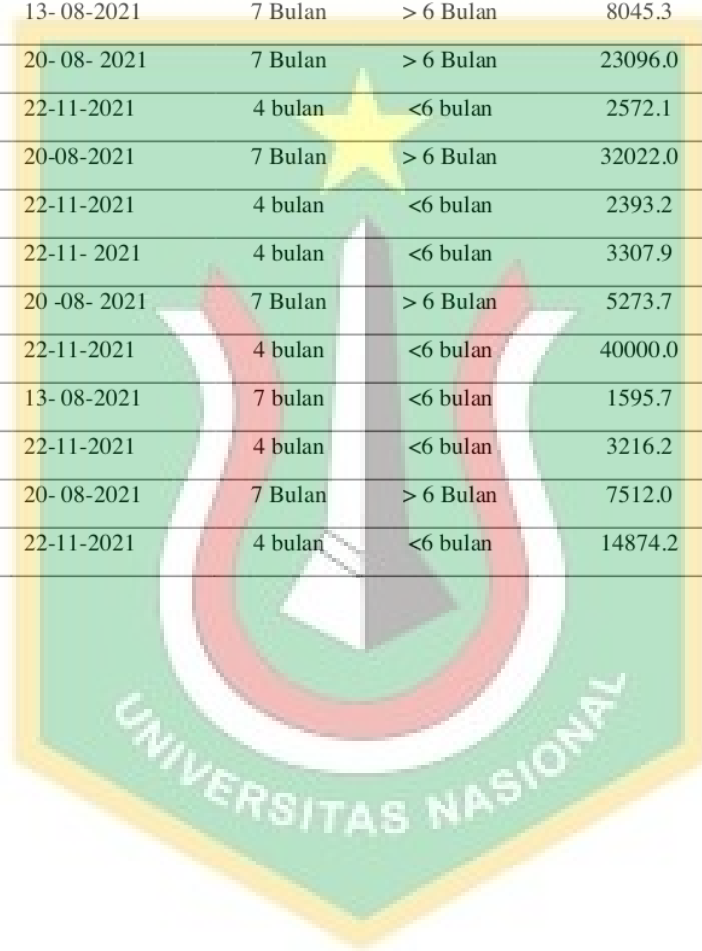 13- 08-2021 7 Bulan > 6 Bulan 8045.3
20- 08- 2021 7 Bulan > 6 Bulan 23096.0
22-11-2021 4 bulan <6 bulan 2572.1
20-08-2021 7 Bulan > 6 Bulan 32022.0
22-11-2021 4 bulan <6 bulan 2393.2
22-11- 2021 4 bulan <6 bulan 3307.9
20 -08- 2021 7 Bulan > 6 Bulan 5273.7
22-11-2021 4 bulan <6 bulan 40000.0
13- 08-2021 7 bulan <6 bulan 1595.7
22-11-2021 4 bulan <6 bulan 3216.2
20- 08-2021 7 Bulan > 6 Bulan 7512.0
22-11-2021 4 bulan <6 bulan 14874.2
UNIVERSITAS NASIONAL